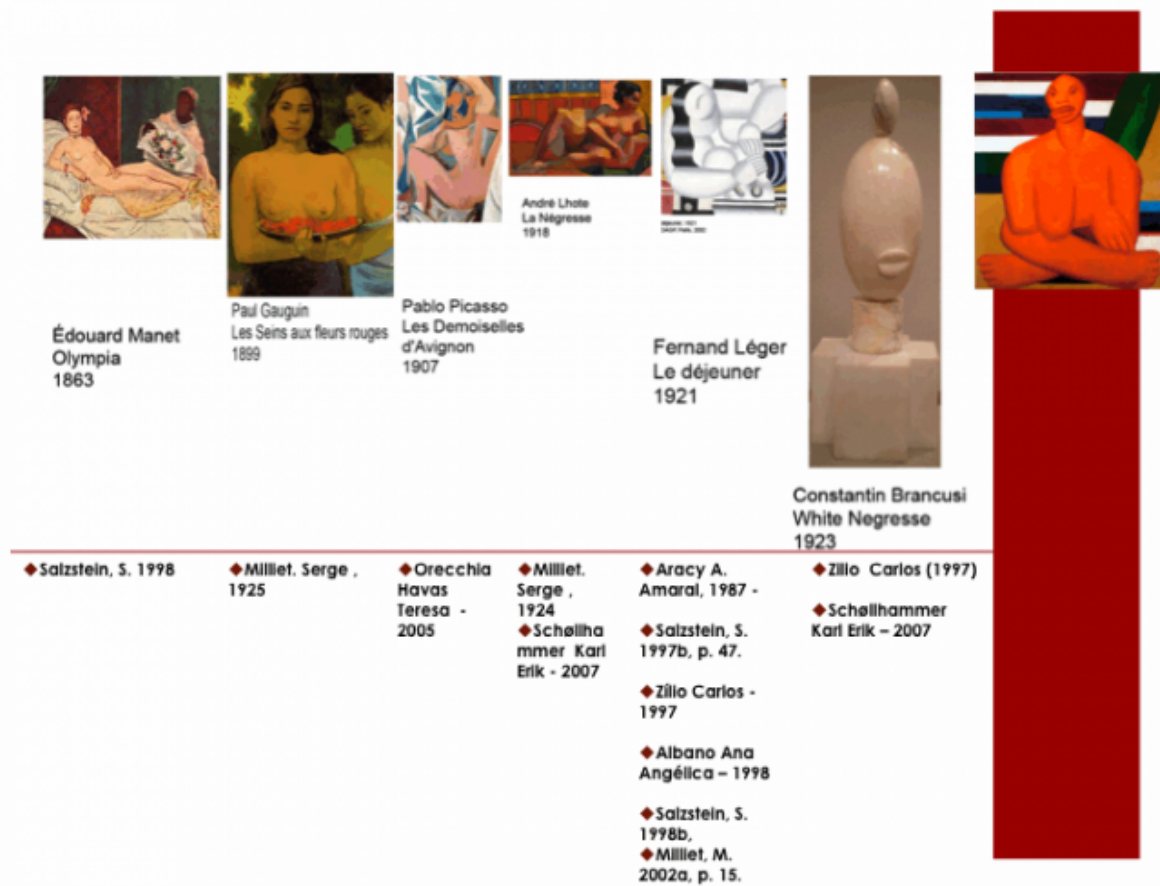 André Lhote
La Négresse
1918
Paul Gauguin
Les Seins aux fleurs rouges
1899
Pablo Picasso
Les Demoiselles
d'Avignon
1907
Édouard Manet
Olympia
1863
Fernand Léger
Le déjeuner
1921
Constantin Brancusi
White Negresse
1923
◆Salzstein, S. 1998
◆Milliet. Serge ,
1925
◆Orecchia
Havas
Teresa -
2005
◆Milliet.
Serge ,
1924
◆Schøllha
mmer Karl
Erik - 2007
◆Aracy A.
Amaral, 1987 -
◆Salzstein, S.
1997b, p. 47.
◆Zílio Carlos -
1997
◆Albano Ana
Angélica – 1998
◆Salzstein, S.
1998b,
◆Milliet, M.
2002a, p. 15.
◆Zilio Carlos (1997)
◆Schøllhammer
Karl Erik – 2007